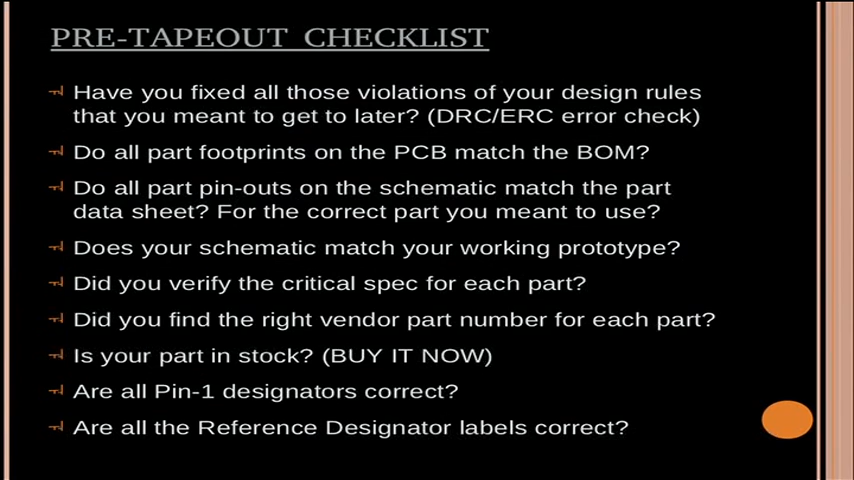 PRE-TAPEOUT CHECKLIST
Have you fixed all those violations of your design rules
that you meant to get to later? (DRC/ERC error check)
Do all part footprints on the PCB match the BOM?
Do all part pin-outs on the schematic match the part
data sheet? For the correct part you meant to use?
Does your schematic match your working prototype?
Did you verify the critical spec for each part?
Did you find the right vendor part number for each part?
Is your part in stock? (BUY IT NOW)
Are all Pin-1 designators correct?
Are all the Reference Designator labels correct?